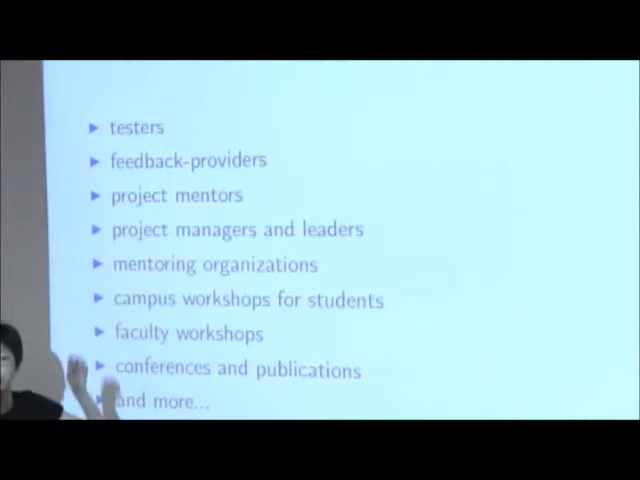 testers
feedback-providers
project mentors
project managers and leaders
mentoring organizations
campus workshops for students
faculty workshops
conferences and publications
and more...